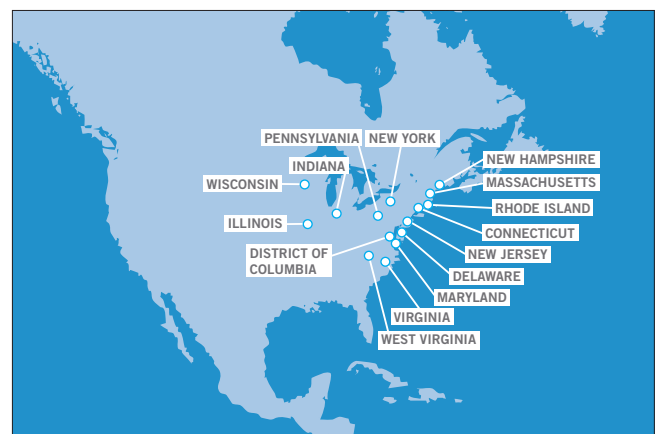 PENNSYLVANIA
NEW YORK
INDIANA
NEW HAMPSHIRE
WISCONSIN
MASSACHUSETTS
RHODE ISLAND
ILLINOIS
CONNECTICUT
DISTRICT OF
COLUMBIA
NEW JERSEY
DELAWARE
MARYLAND
VIRGINIA
WEST VIRGINIA